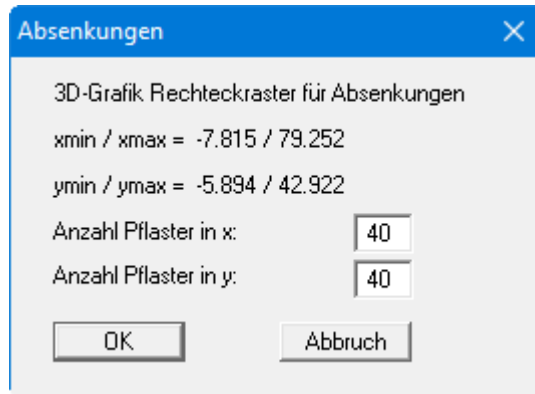 Absenkungen
3D-Grafik Rechteckraster für Absenkungen
xmin / xmax = -7.815 / 79.252
ymin / ymax = -5.894 / 42.922
Anzahl Pflaster in x: 40
Anzahl Pflaster in y: 40
OK Abbruch